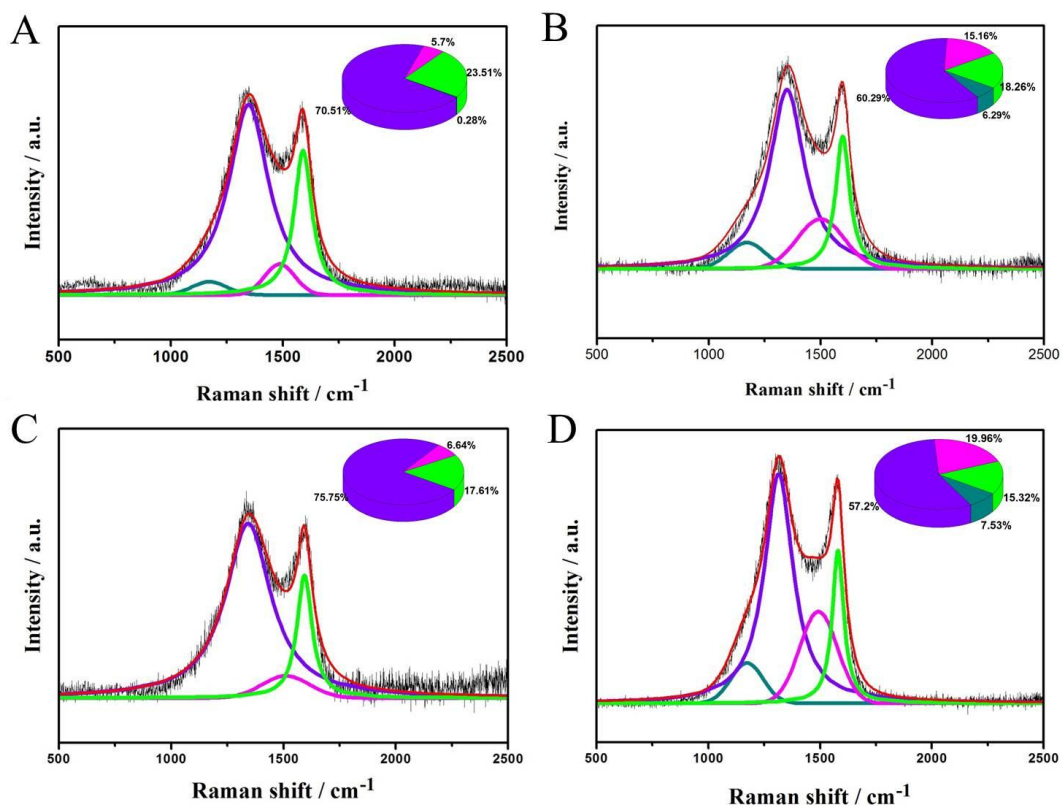 A
5.7%
23.51%
70.51%
0.28%
Intensity / a.u.
500 1000 1500 2000 2500
Raman shift / cm-1
B
15.16%
18.26%
60.29%
6.29%
Intensity / a.u.
500 1000 1500 2000 2500
Raman shift / cm-1
C
6.64%
17.61%
75.75%
Intensity / a.u.
500 1000 1500 2000 2500
Raman shift / cm-1
D
19.96%
15.32%
57.2%
7.53%
Intensity / a.u.
500 1000 1500 2000 2500
Raman shift / cm-1